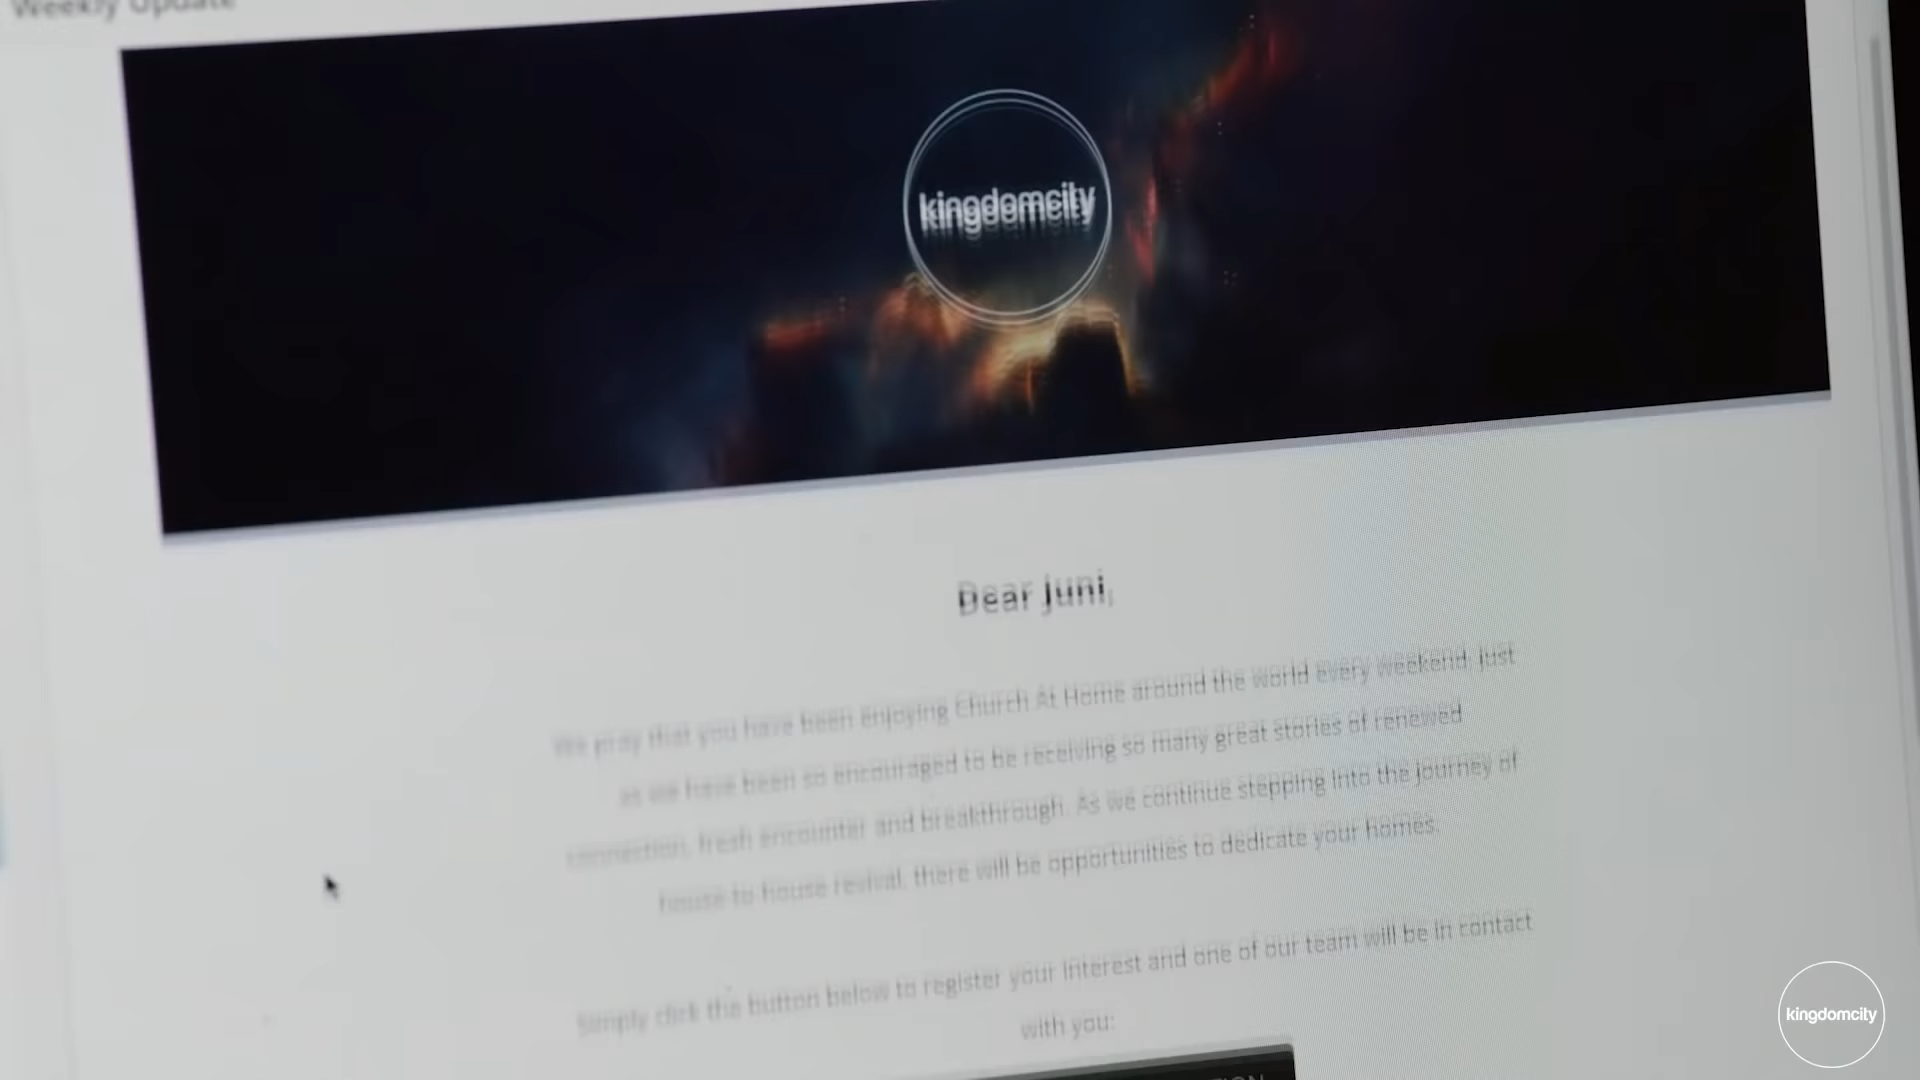 Weekly Update
kingdomcity
Dear Juni,
We pray that you have been enjoying Church At Home around the world every weekend. Just
as we have been so encouraged to be receiving so many great stories of renewed
connection, fresh encounter and breakthrough. As we continue stepping into the journey of
house to house revival, there will be opportunities to dedicate your homes.
Simply click the button below to register your interest and one of our team will be in contact
with you:
kingdomcity